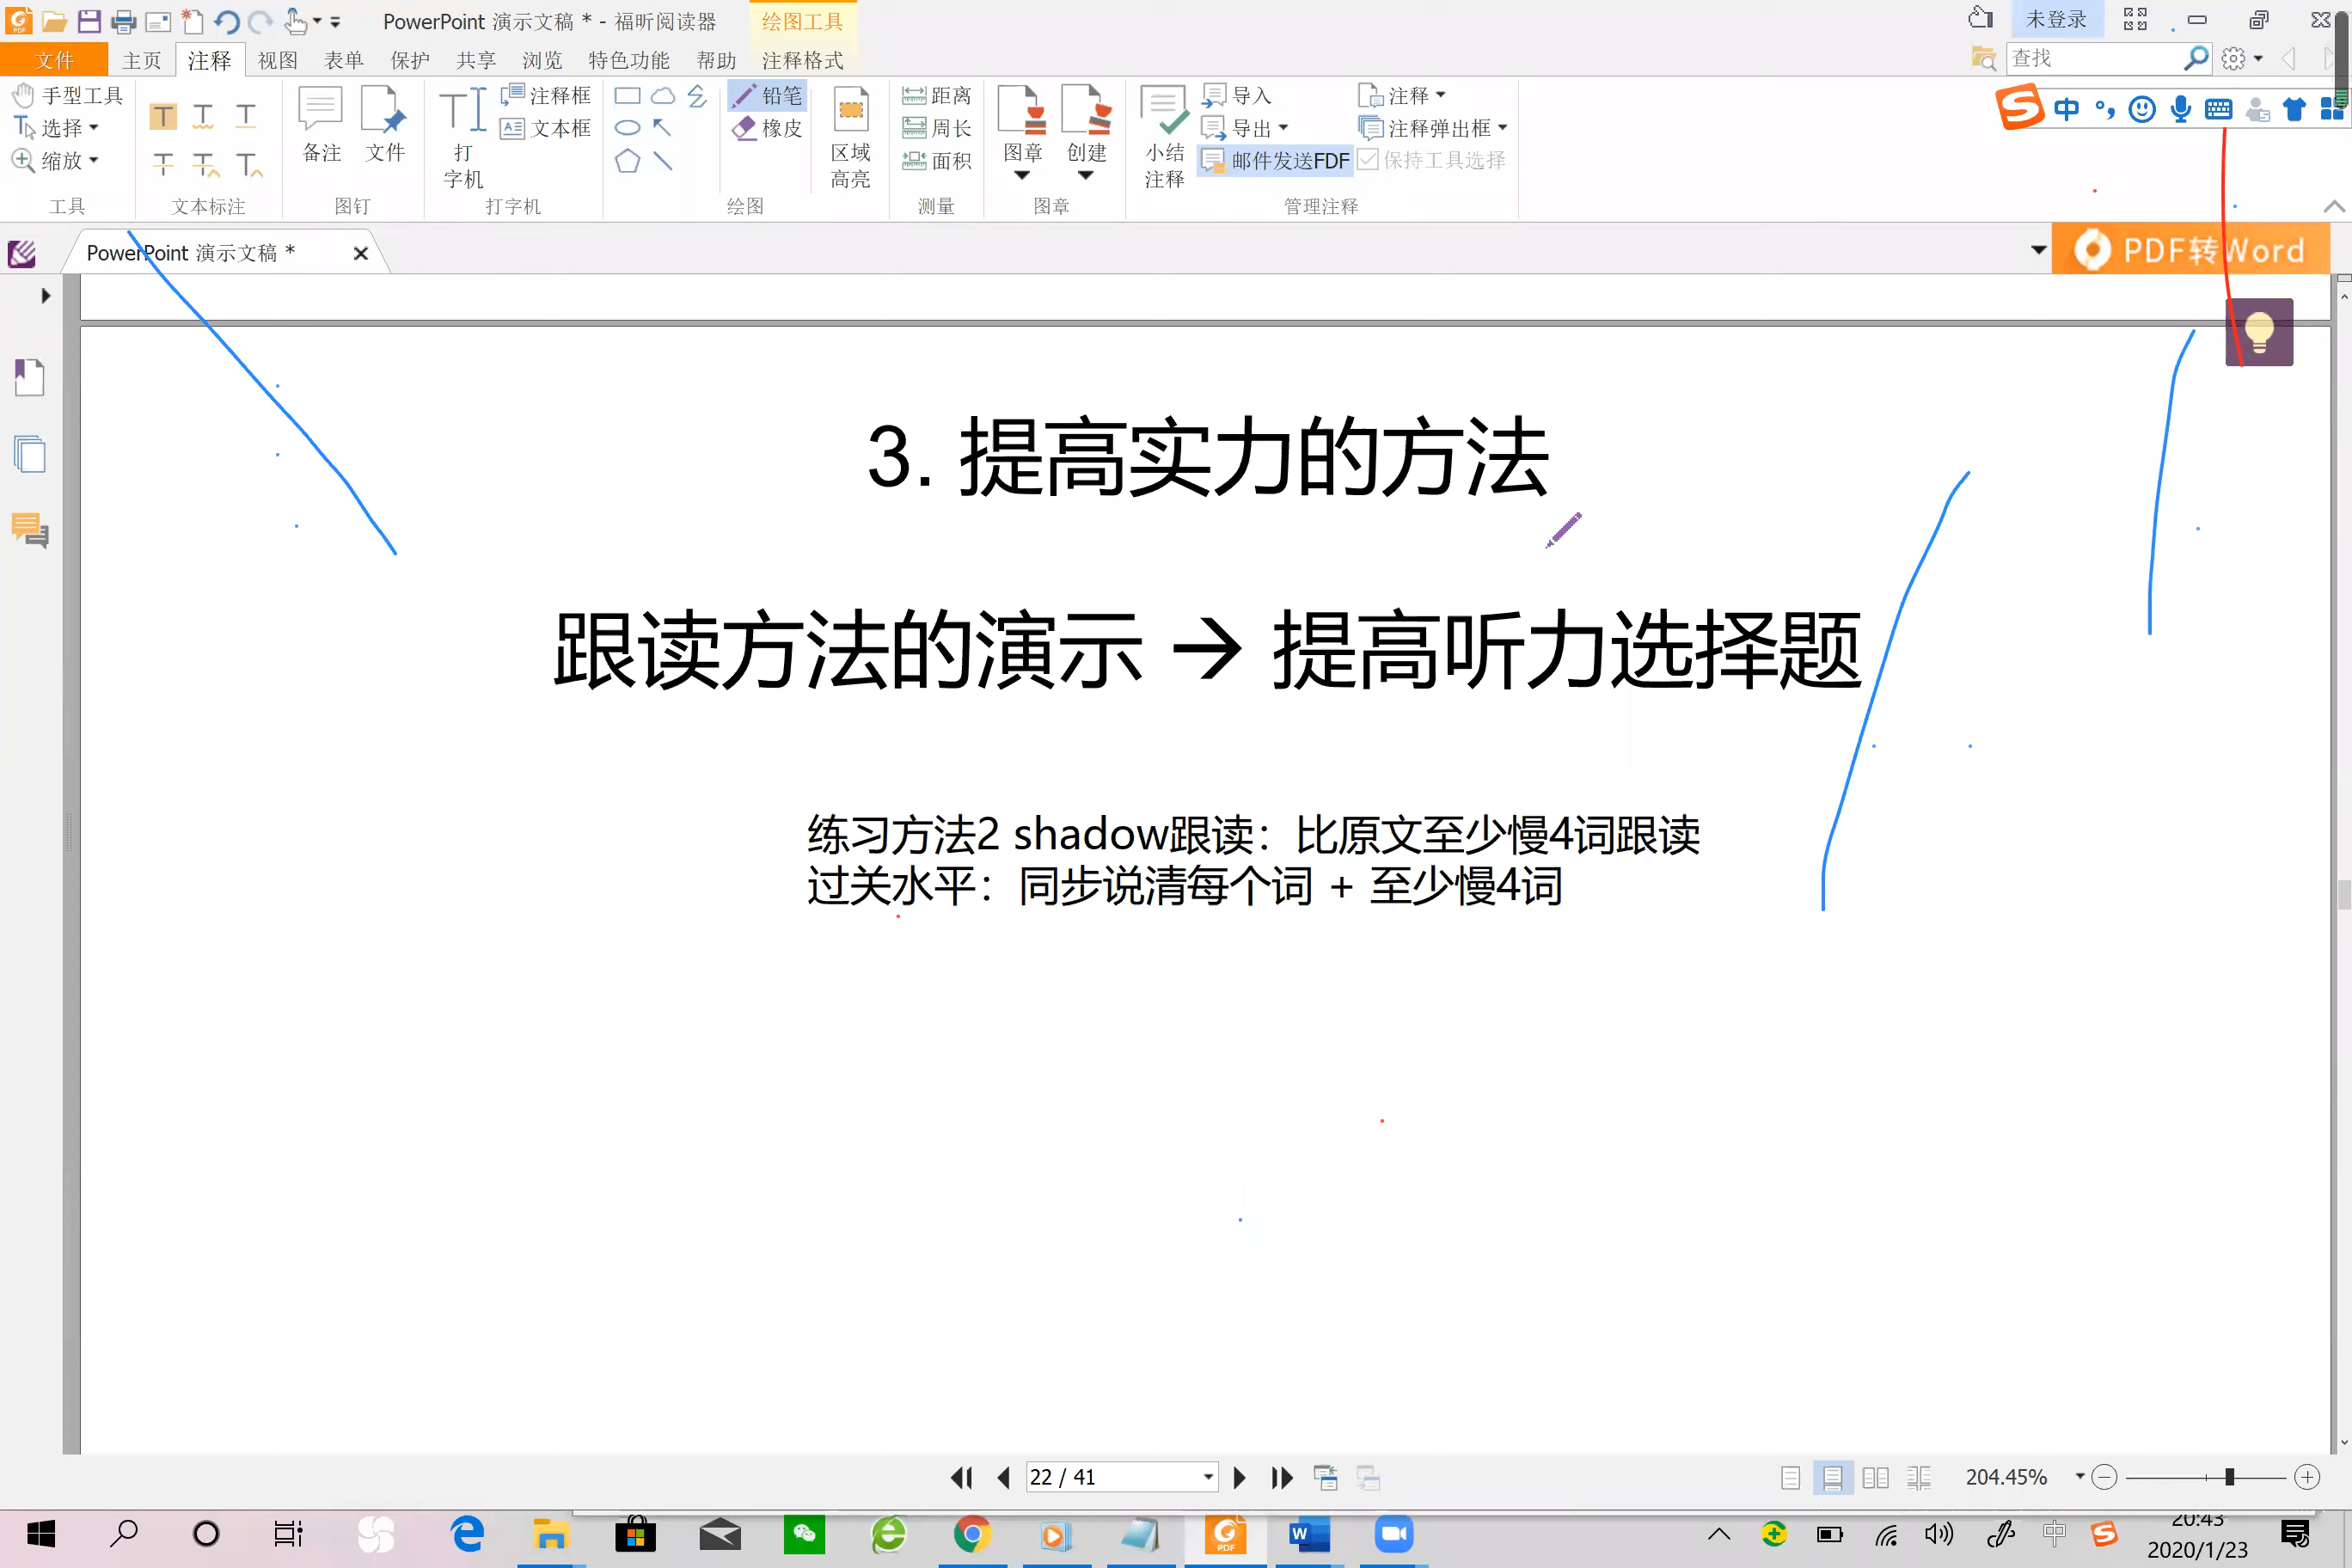 PowerPoint 演示文稿 * - 福昕阅读器
绘图工具
未登录
文件 主页 注释 视图 表单 保护 共享 浏览 特色功能 帮助 注释格式
查找
手型工具
选择
缩放
工具
文本标注
备注
文件
图钉
打
字机
注释框
文本框
打字机
铅笔
橡皮
区域
高亮
绘图
距离
周长
面积
测量
图章
创建
图章
小结
注释
导入
导出
邮件发送FDF
注释
注释弹出框
保持工具选择
管理注释
中
PowerPoint 演示文稿 *
PDF转Word
3. 提高实力的方法
跟读方法的演示 → 提高听力选择题
练习方法2 shadow跟读：比原文至少慢4词跟读
过关水平：同步说清每个词 + 至少慢4词
22 / 41
204.45%
中
20:43
2020/1/23